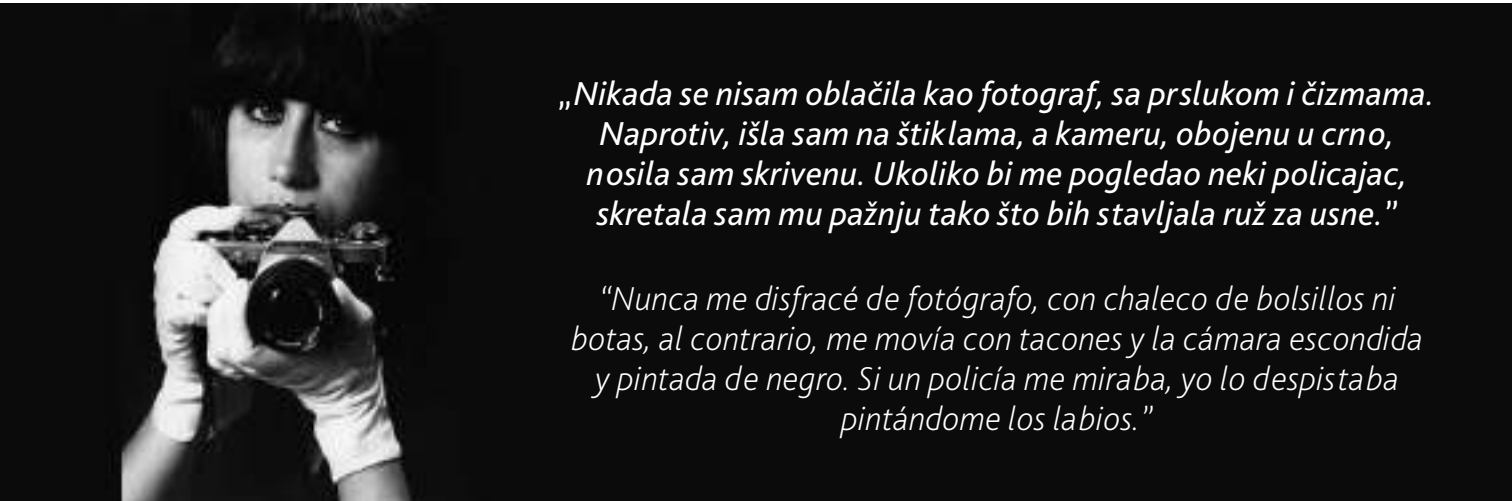 „Nikada se nisam oblačila kao fotograf, sa prslukom i čizmama.
Naprotiv, išla sam na štiklama, a kameru, obojenu u crno,
nosila sam skrivenu. Ukoliko bi me pogledao neki policajac,
skretala sam mu pažnju tako što bih stavljala ruž za usne.”
“Nunca me disfracé de fotógrafo, con chaleco de bolsillos ni
botas, al contrario, me movía con tacones y la cámara escondida
y pintada de negro. Si un policía me miraba, yo lo despistaba
pintándome los labios.”